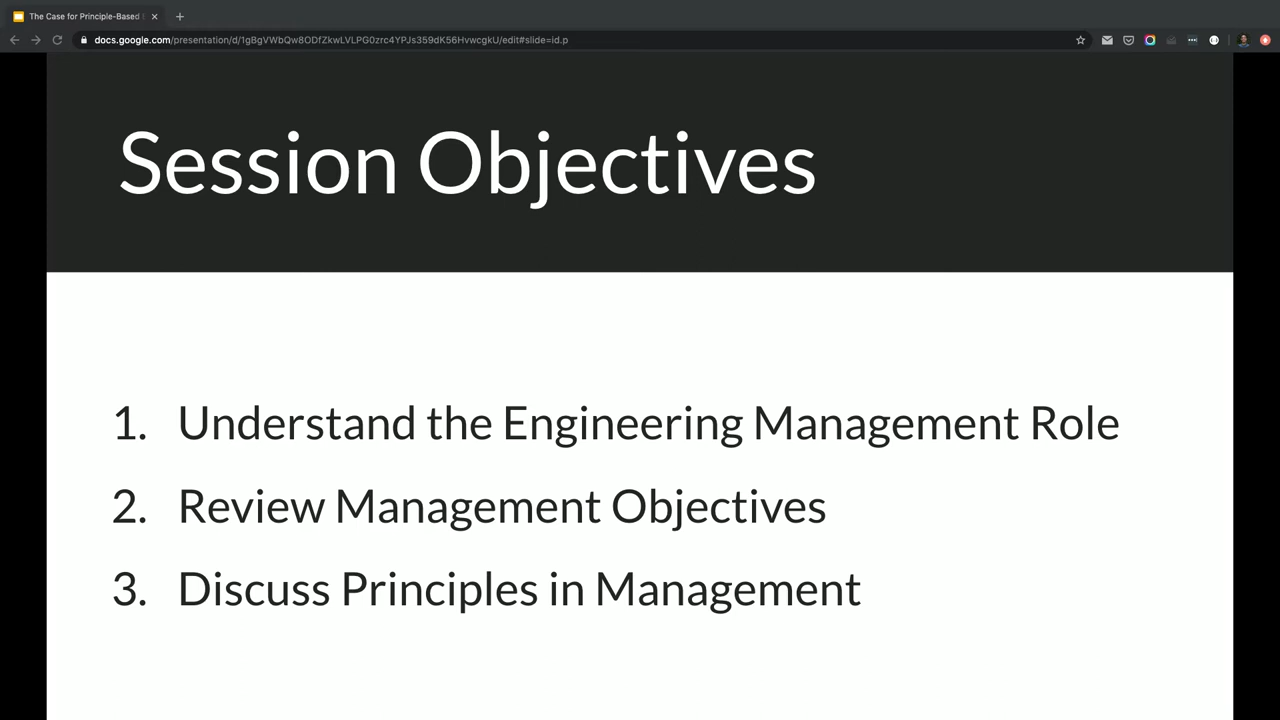 The Case for Principle-Based
docs.google.com/presentation/d/1gBgVWbQw8ODfZkwLVLPG0zrc4YPJs359dK56HvwcgkU/edit#slide=id.p
Session Objectives
1. Understand the Engineering Management Role
2. Review Management Objectives
3. Discuss Principles in Management